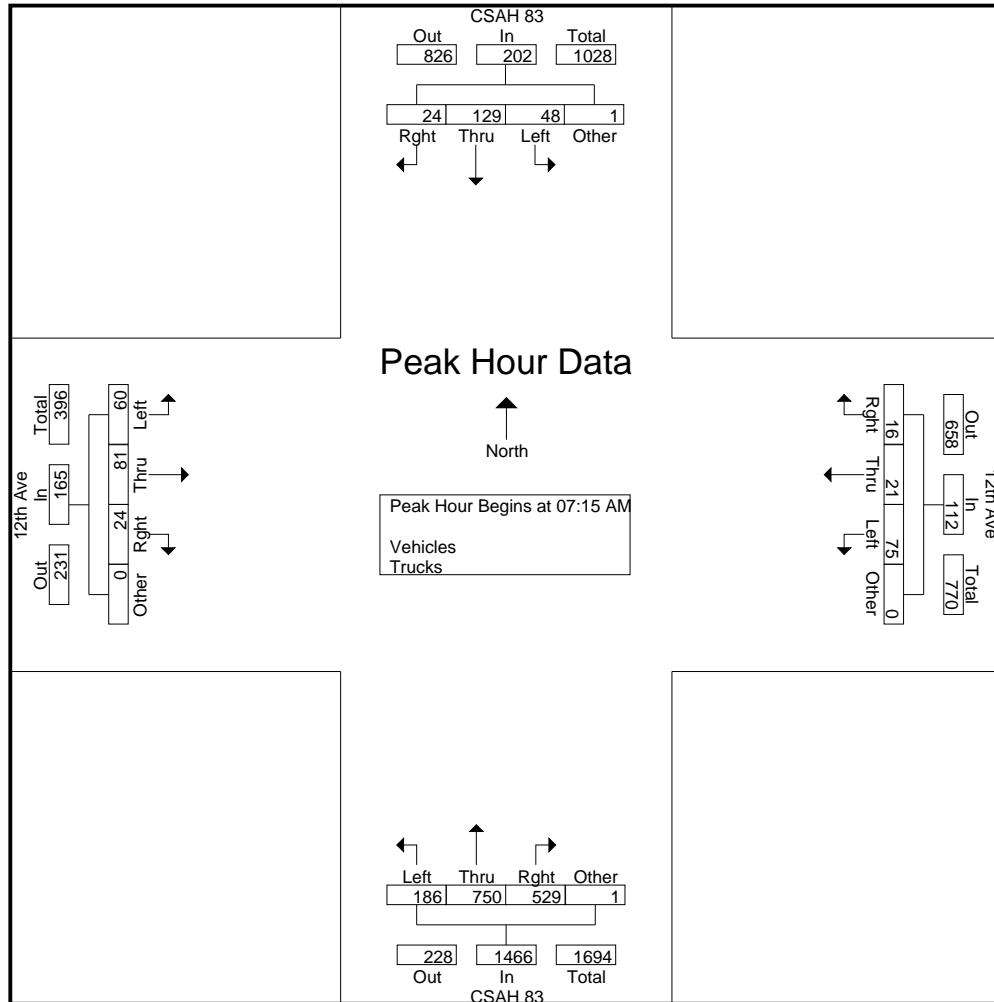 CSAH 83
Out In Total
826 202 1028
24 129 48 1
Rght Thru Left Other
Peak Hour Data
North
Peak Hour Begins at 07:15 AM
Vehicles
Trucks
12th Ave
Total In Out
396 165 231
60 81 24 0
Left Thru Rght Other
Rght Thru Left Other
16 21 75 0
Out In Total
658 112 770
12th Ave
Left Thru Rght Other
186 750 529 1
228 1466 1694
Out In Total
CSAH 83